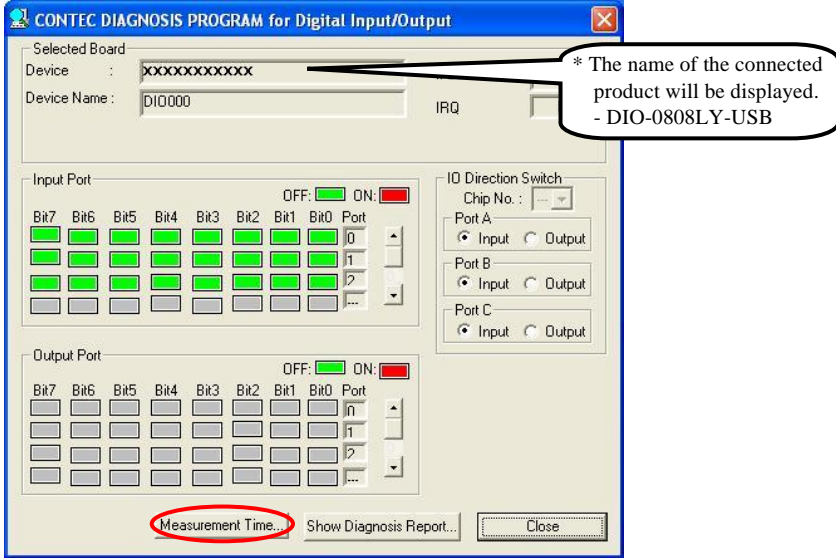 CONTEC DIAGNOSIS PROGRAM for Digital Input/Output
Selected Board
Device : XXXXXXXXXXX
Device Name : DIO000
IRQ
* The name of the connected
product will be displayed.
- DIO-0808LY-USB
Input Port
OFF: ON:
Bit7 Bit6 Bit5 Bit4 Bit3 Bit2 Bit1 Bit0 Port
0
1
2
---
IO Direction Switch
Chip No. : ---
Port A
Input Output
Port B
Input Output
Port C
Input Output
Output Port
OFF: ON:
Bit7 Bit6 Bit5 Bit4 Bit3 Bit2 Bit1 Bit0 Port
0
1
2
---
Measurement Time... Show Diagnosis Report... Close